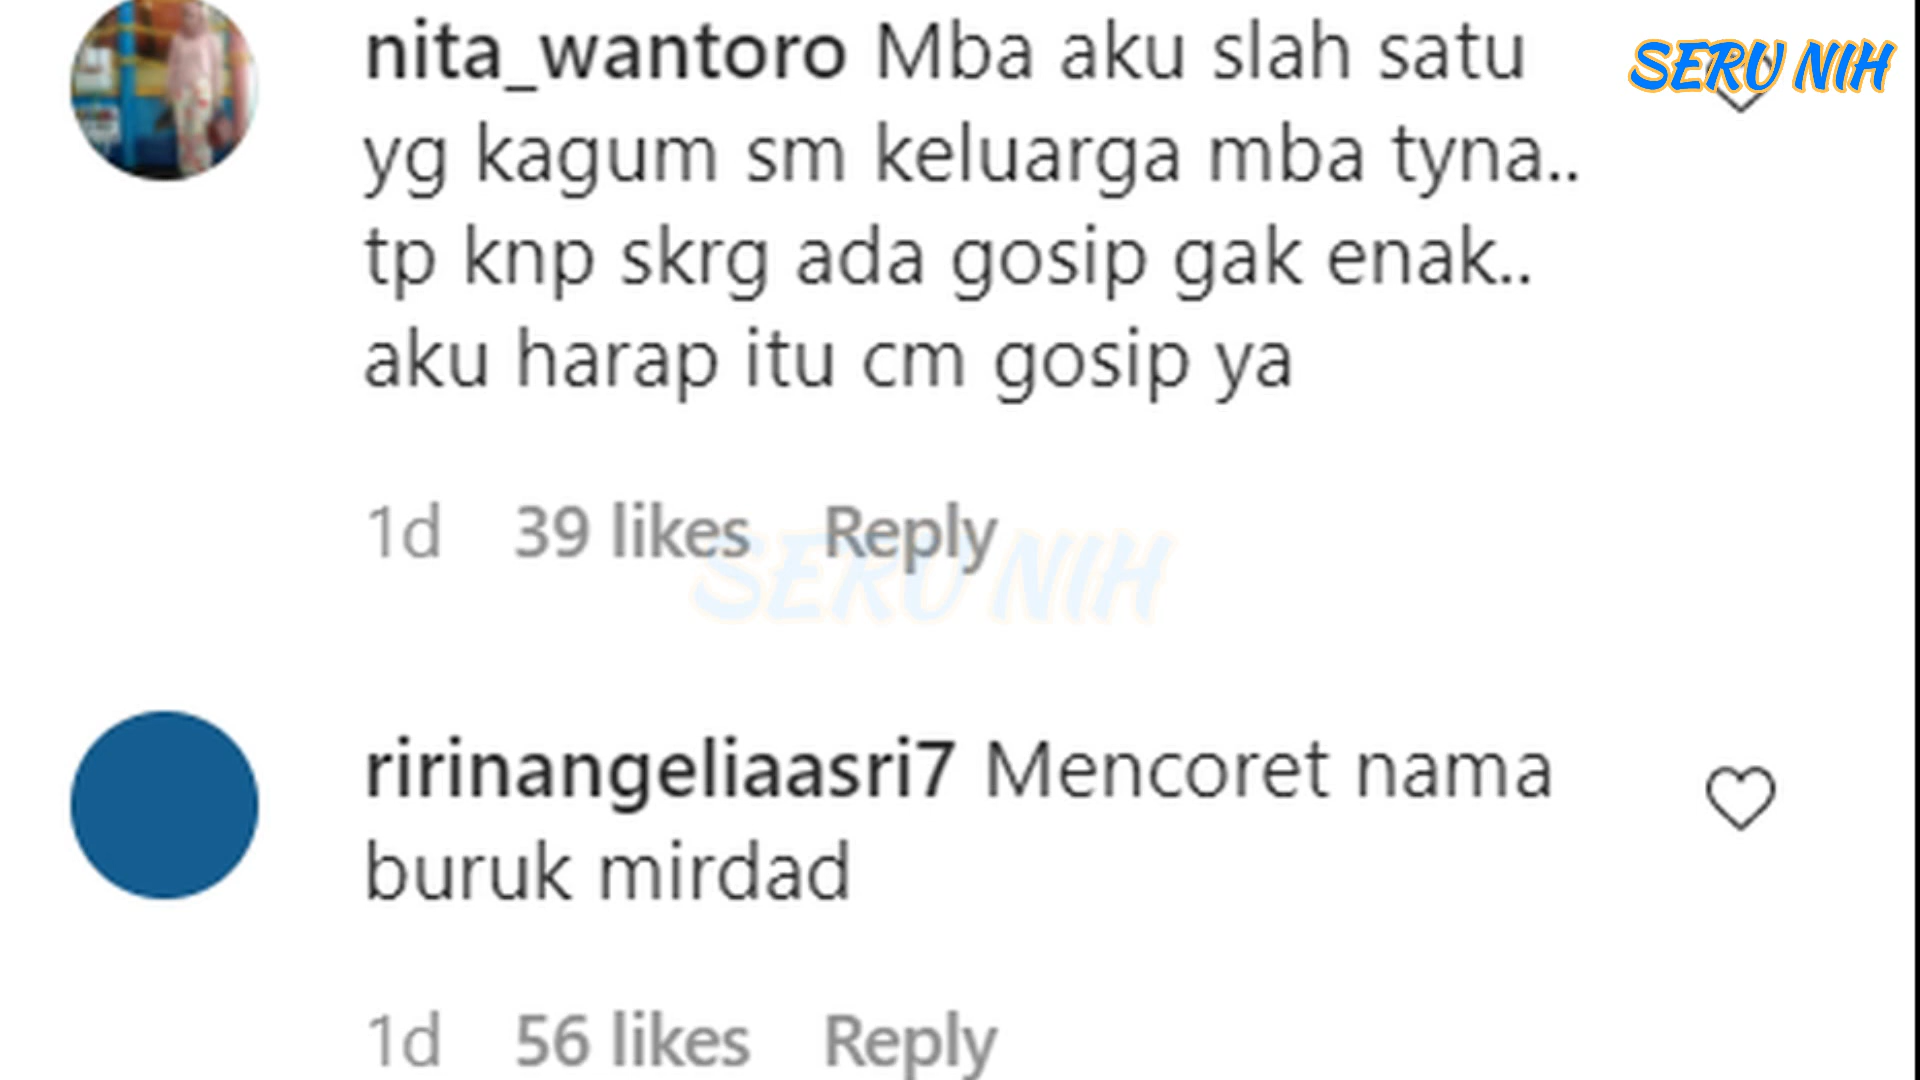 nita_wantoro Mba aku slah satu
SERU NIH
yg kagum sm keluarga mba tyna..
tp knp skrg ada gosip gak enak..
aku harap itu cm gosip ya
1d 39 likes Reply
SERU NIH
ririnangeliaasri7 Mencoret nama
buruk mirdad
1d 56 likes Reply